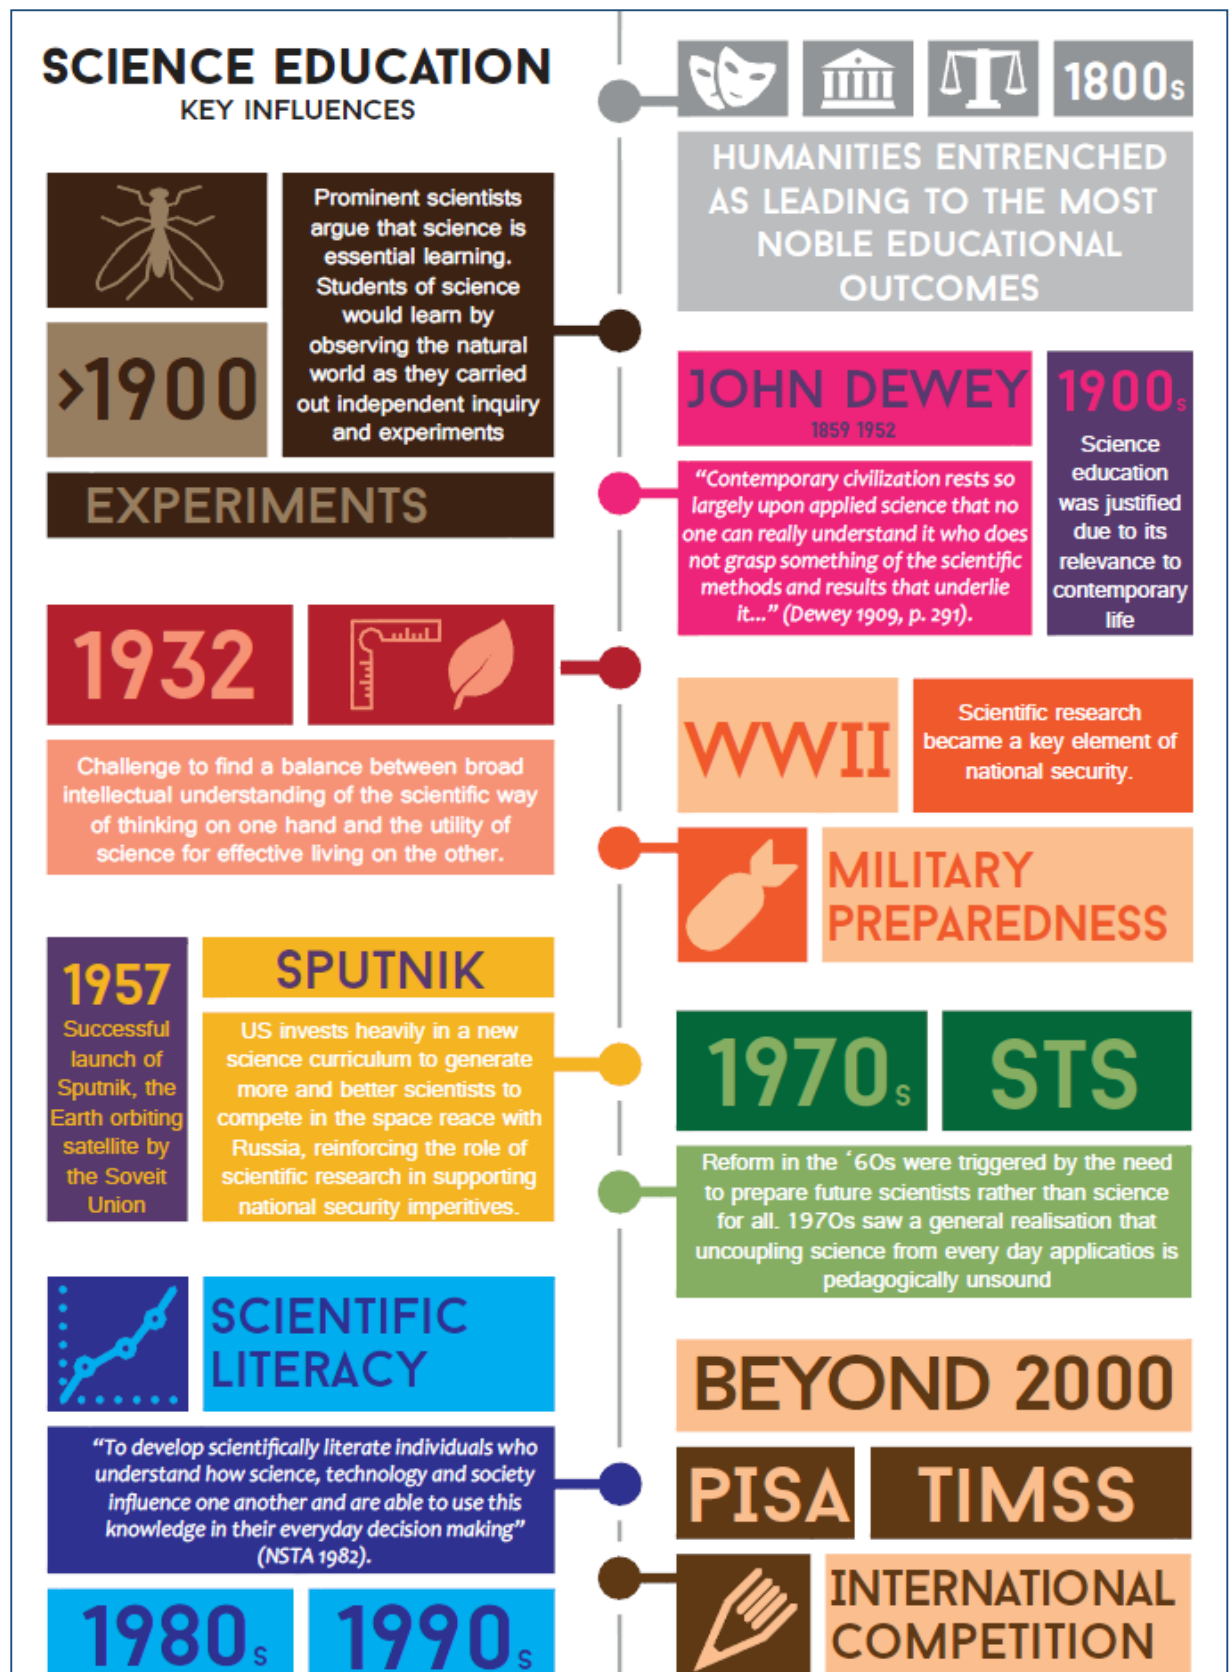 SCIENCE EDUCATION
KEY INFLUENCES
1800s
HUMANITIES ENTRENCHED
AS LEADING TO THE MOST
NOBLE EDUCATIONAL
OUTCOMES
>1900
Prominent scientists
argue that science is
essential learning.
Students of science
would learn by
observing the natural
world as they carried
out independent inquiry
and experiments
EXPERIMENTS
JOHN DEWEY
1859 1952
"Contemporary civilization rests so
largely upon applied science that no
one can really understand it who does
not grasp something of the scientific
methods and results that underlie
it..." (Dewey 1909, p. 291).
1900s
Science
education
was justified
due to its
relevance to
contemporary
life
1932
Challenge to find a balance between broad
intellectual understanding of the scientific way
of thinking on one hand and the utility of
science for effective living on the other.
WWII
Scientific research
became a key element of
national security.
MILITARY
PREPAREDNESS
1957
Successful
launch of
Sputnik, the
Earth orbiting
satellite by
the Soveit
Union
SPUTNIK
US invests heavily in a new
science curriculum to generate
more and better scientists to
compete in the space reace with
Russia, reinforcing the role of
scientific research in supporting
national security imperitives.
1970s
STS
Reform in the ‘60s were triggered by the need
to prepare future scientists rather than science
for all. 1970s saw a general realisation that
uncoupling science from every day applicatios is
pedagogically unsound
SCIENTIFIC
LITERACY
"To develop scientifically literate individuals who
understand how science, technology and society
influence one another and are able to use this
knowledge in their everyday decision making"
(NSTA 1982).
1980s
1990s
BEYOND 2000
PISA
TIMSS
INTERNATIONAL
COMPETITION